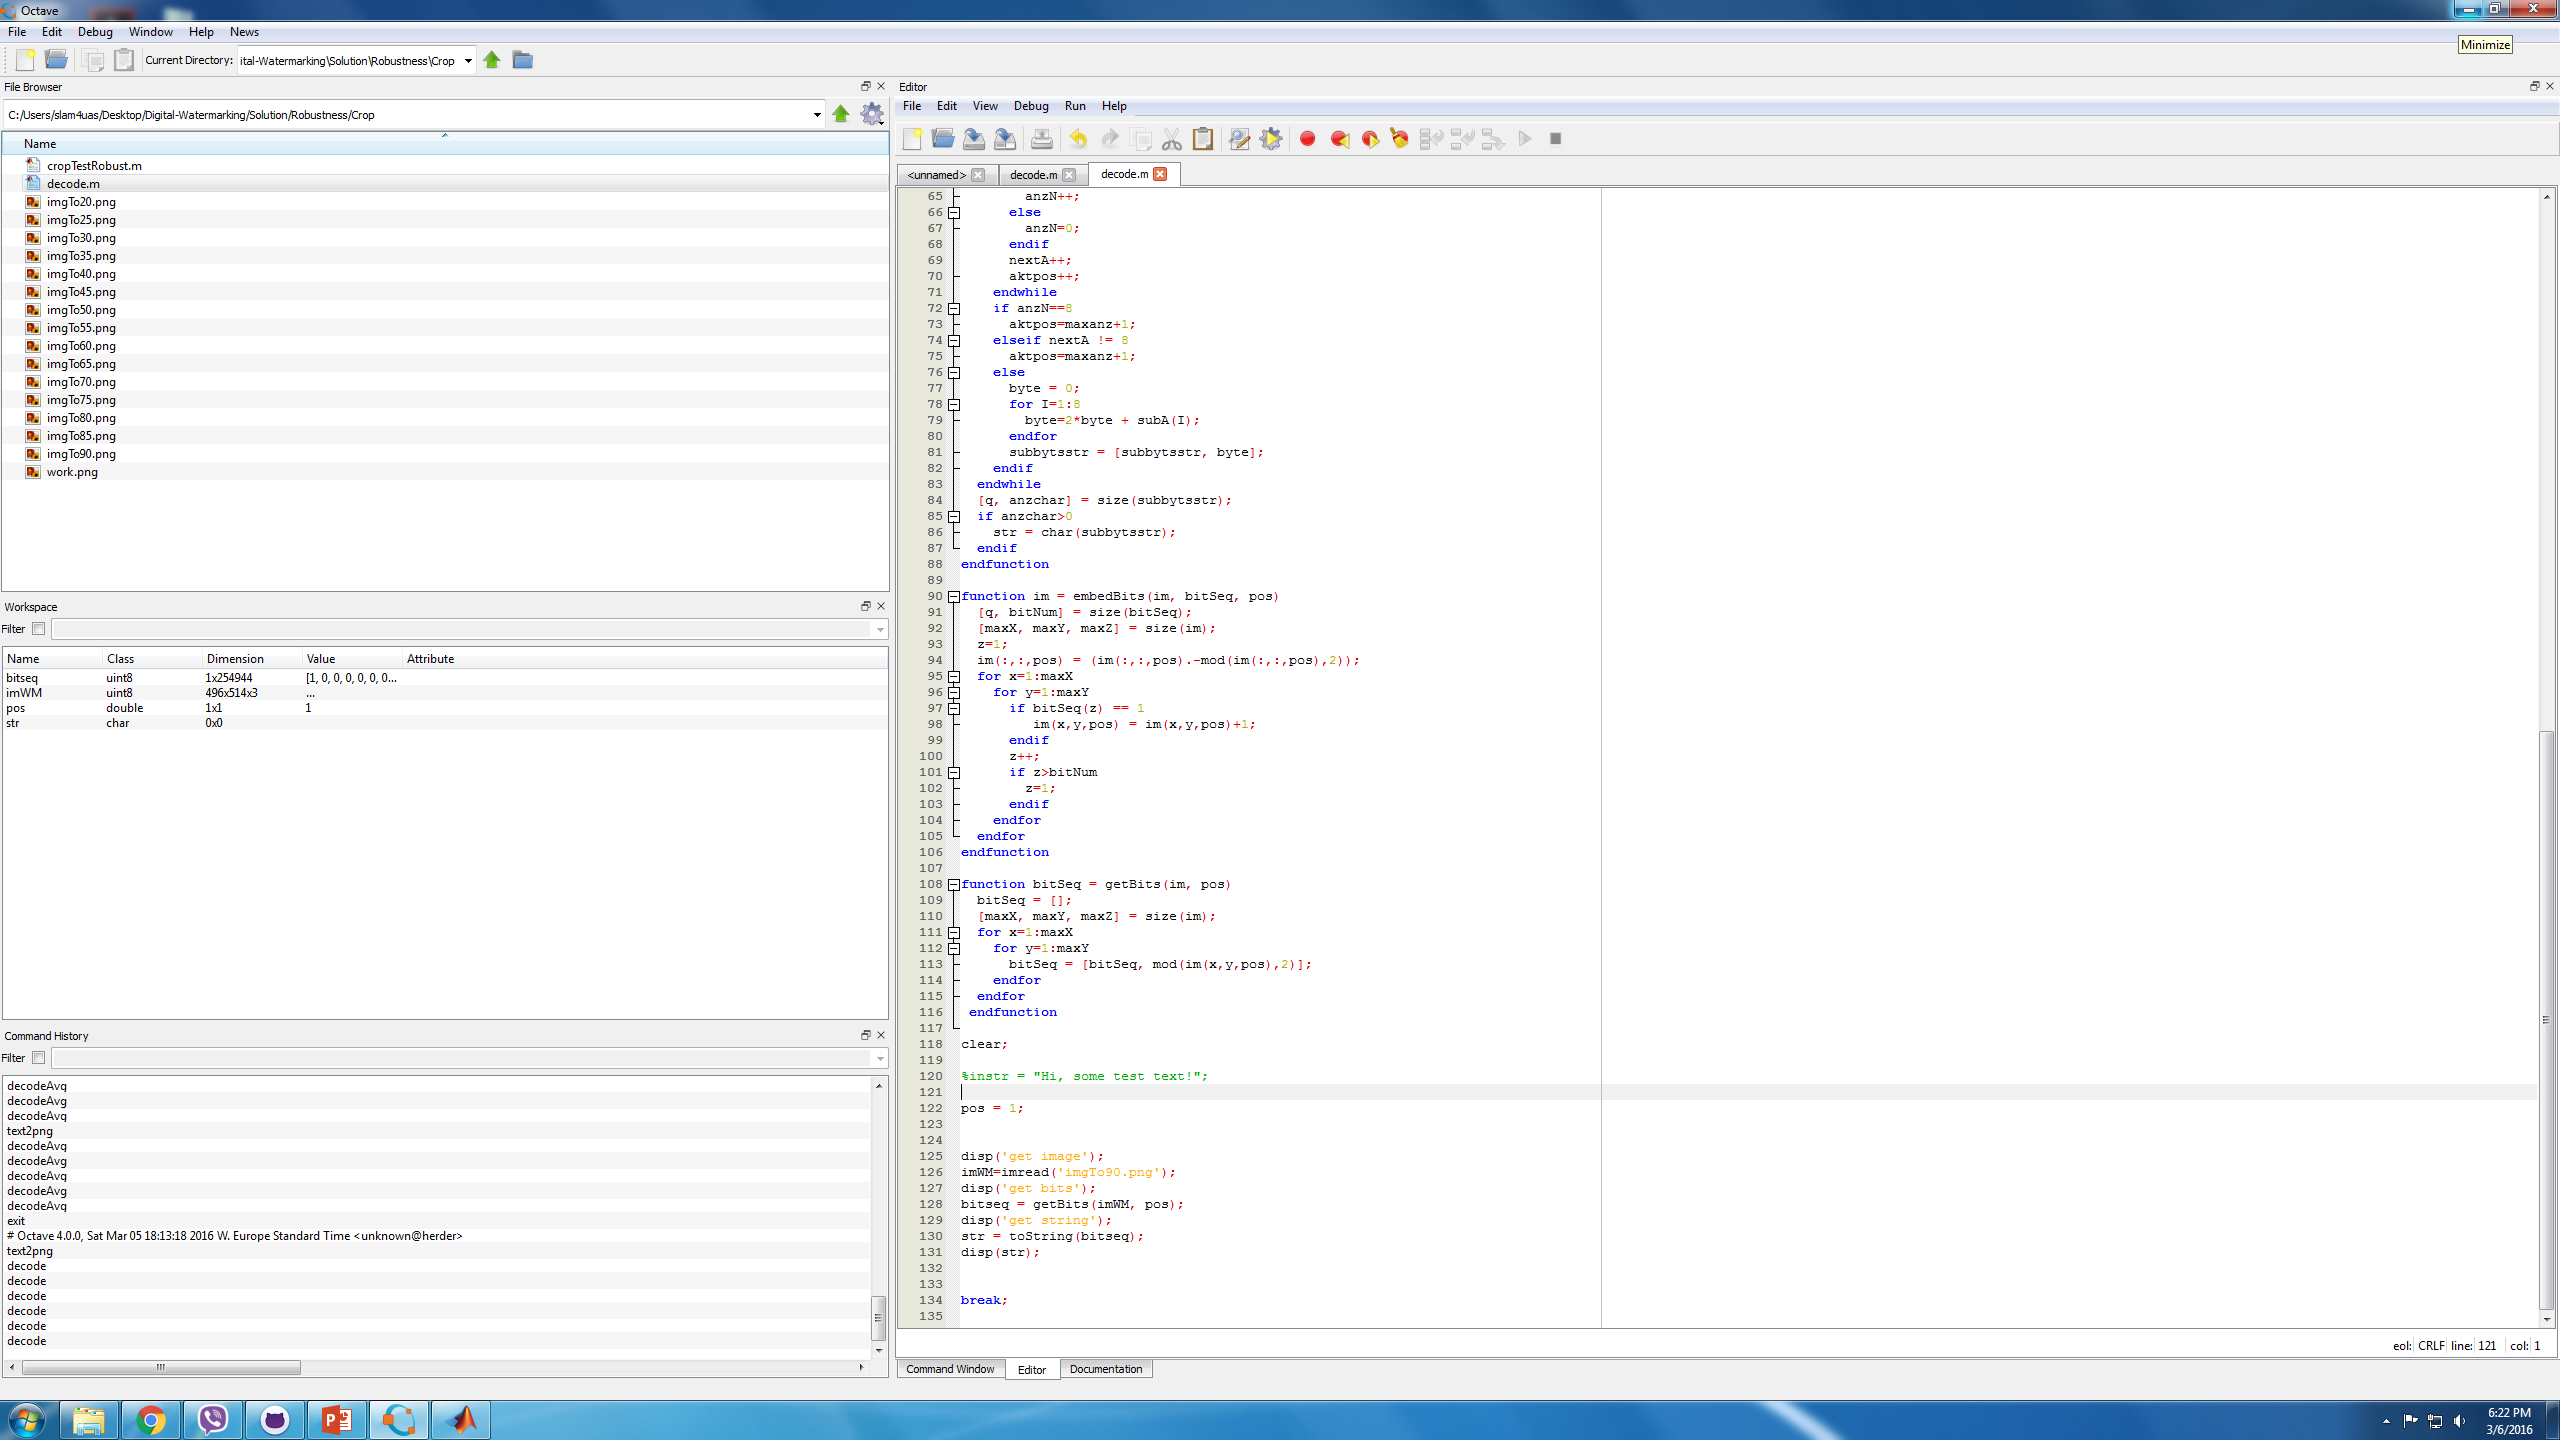 Octave
File Edit Debug Window Help News
Minimize
Current Directory: ital-Watermarking\Solution\Robustness\Crop
File Browser
C:/Users/slam4uas/Desktop/Digital-Watermarking/Solution/Robustness/Crop
Name
cropTestRobust.m
decode.m
imgTo20.png
imgTo25.png
imgTo30.png
imgTo35.png
imgTo40.png
imgTo45.png
imgTo50.png
imgTo55.png
imgTo60.png
imgTo65.png
imgTo70.png
imgTo75.png
imgTo80.png
imgTo85.png
imgTo90.png
work.png
Workspace
Filter
Name Class Dimension Value Attribute
bitseq uint8 1x254944 [1, 0, 0, 0, 0, 0, 0...
imWM uint8 496x514x3 ...
pos double 1x1 1
str char 0x0
Command History
Filter
decodeAvg
decodeAvg
decodeAvg
text2png
decodeAvg
decodeAvg
decodeAvg
decodeAvg
decodeAvg
exit
# Octave 4.0.0, Sat Mar 05 18:13:18 2016 W. Europe Standard Time <unknown@herder>
text2png
decode
decode
decode
decode
decode
decode
Editor
File Edit View Debug Run Help
<unnamed> decode.m decode.m
65 anzN++;
66 else
67 anzN=0;
68 endif
69 nextA++;
70 aktpos++;
71 endwhile
72 if anzN==8
73 aktpos=maxanz+1;
74 elseif nextA != 8
75 aktpos=maxanz+1;
76 else
77 byte = 0;
78 for I=1:8
79 byte=2*byte + subA(I);
80 endfor
81 subbytsstr = [subbytsstr, byte];
82 endif
83 endwhile
84 [q, anzchar] = size(subbytsstr);
85 if anzchar>0
86 str = char(subbytsstr);
87 endif
88 endfunction
89
90 function im = embedBits(im, bitSeq, pos)
91 [q, bitNum] = size(bitSeq);
92 [maxX, maxY, maxZ] = size(im);
93 z=1;
94 im(:,:,pos) = (im(:,:,pos).-mod(im(:,:,pos),2));
95 for x=1:maxX
96 for y=1:maxY
97 if bitSeq(z) == 1
98 im(x,y,pos) = im(x,y,pos)+1;
99 endif
100 z++;
101 if z>bitNum
102 z=1;
103 endif
104 endfor
105 endfor
106 endfunction
107
108 function bitSeq = getBits(im, pos)
109 bitSeq = [];
110 [maxX, maxY, maxZ] = size(im);
111 for x=1:maxX
112 for y=1:maxY
113 bitSeq = [bitSeq, mod(im(x,y,pos),2)];
114 endfor
115 endfor
116 endfunction
117
118 clear;
119
120 %instr = "Hi, some test text!";
121
122 pos = 1;
123
124
125 disp('get image');
126 imWM=imread('imgTo90.png');
127 disp('get bits');
128 bitseq = getBits(imWM, pos);
129 disp('get string');
130 str = toString(bitseq);
131 disp(str);
132
133
134 break;
135
eol: CRLF line: 121 col: 1
Command Window Editor Documentation
6:22 PM
3/6/2016